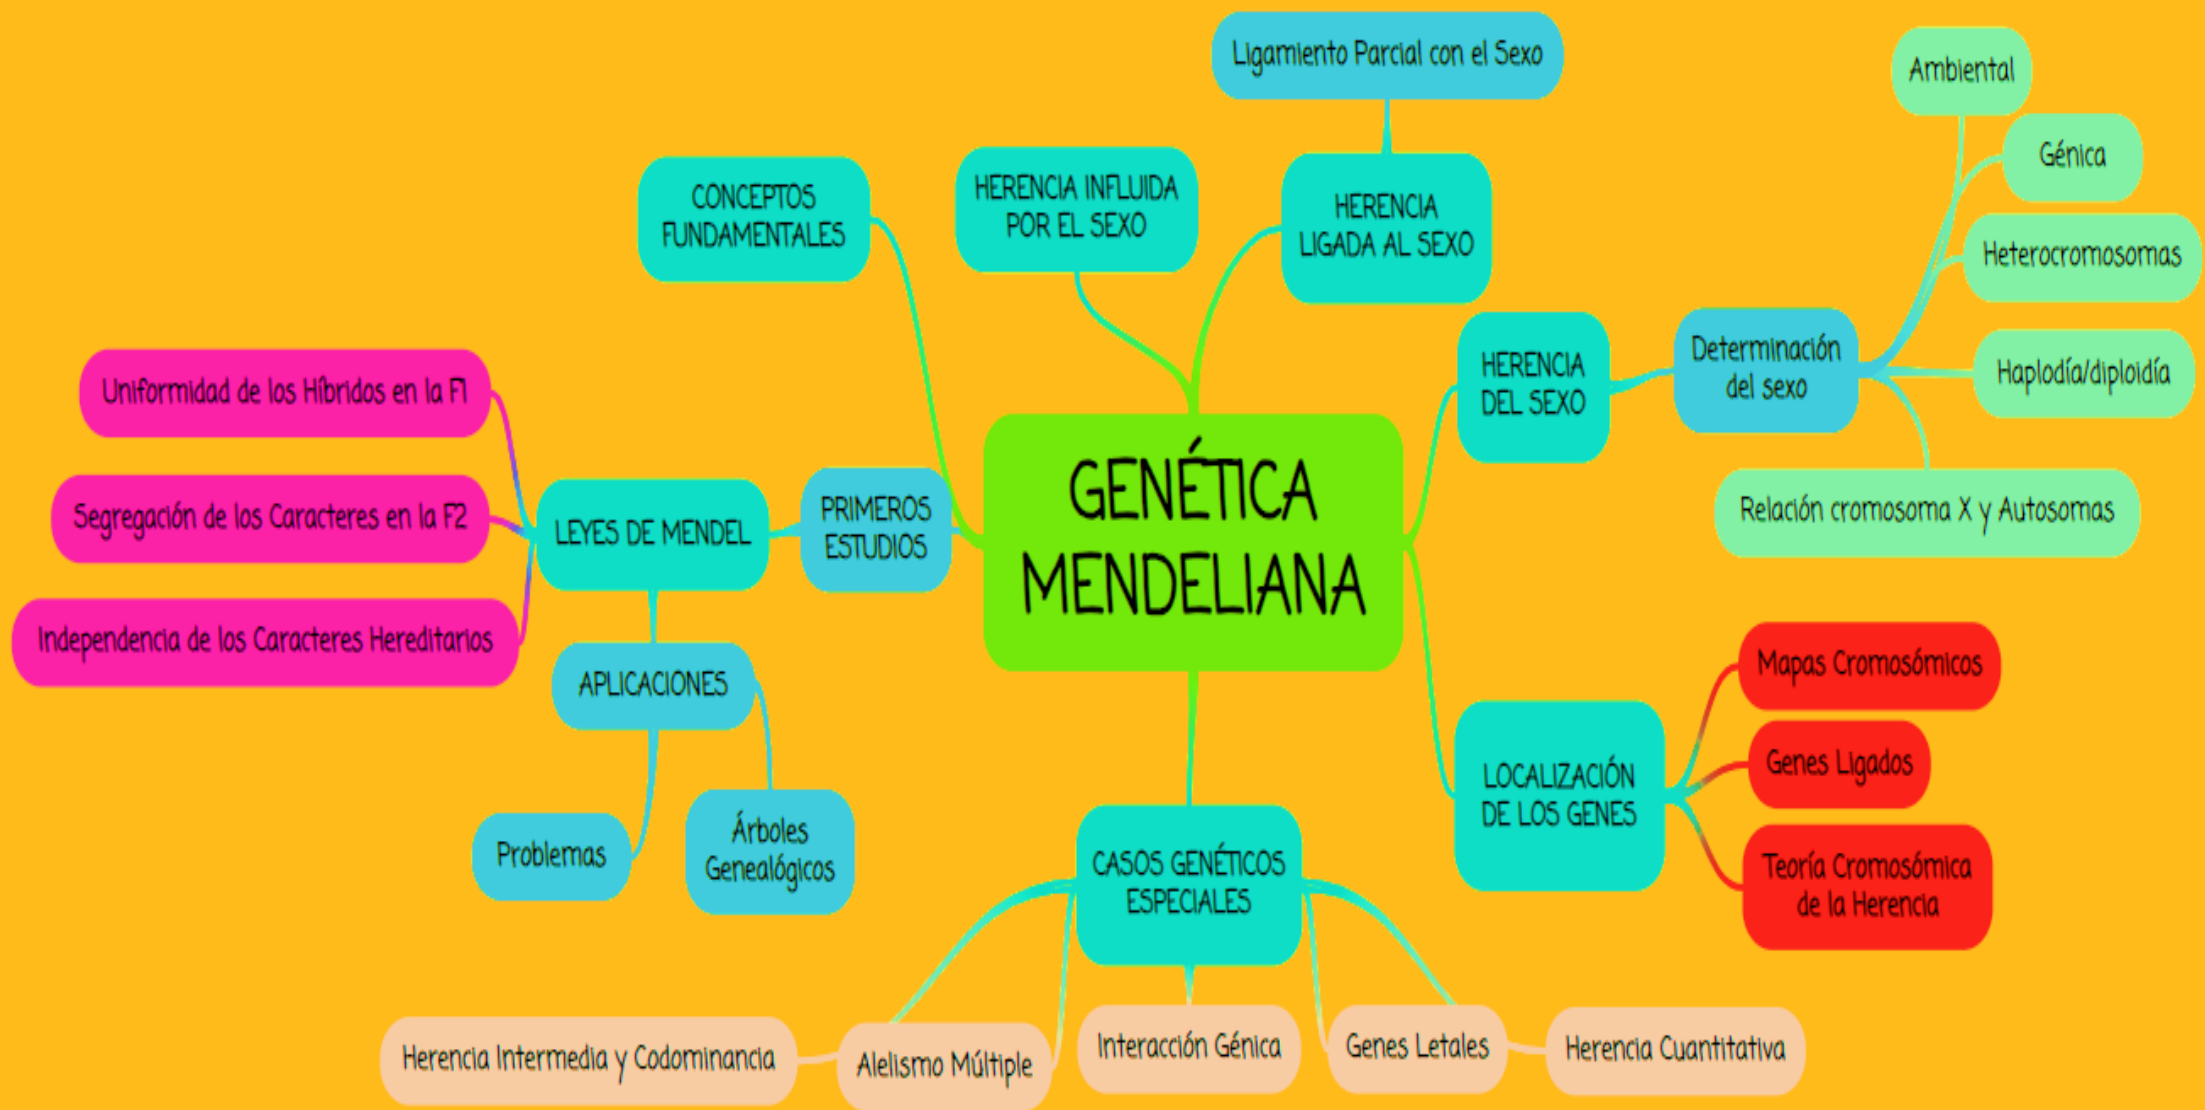 Ligamiento Parcial con el Sexo
Ambiental
Génica
CONCEPTOS
FUNDAMENTALES
HERENCIA INFLUIDA
POR EL SEXO
HERENCIA
LIGADA AL SEXO
Heterocromosomas
HERENCIA
DEL SEXO
Determinación
del sexo
Haplodía/diploidía
Relación cromosoma X y Autosomas
Uniformidad de los Híbridos en la F1
Segregación de los Caracteres en la F2
Independencia de los Caracteres Hereditarios
LEYES DE MENDEL
PRIMEROS
ESTUDIOS
GENÉTICA
MENDELIANA
APLICACIONES
Problemas
Árboles
Genealógicos
Mapas Cromosómicos
Genes Ligados
Teoría Cromosómica
de la Herencia
LOCALIZACIÓN
DE LOS GENES
CASOS GENÉTICOS
ESPECIALES
Herencia Intermedia y Codominancia
Alelismo Múltiple
Interacción Génica
Genes Letales
Herencia Cuantitativa